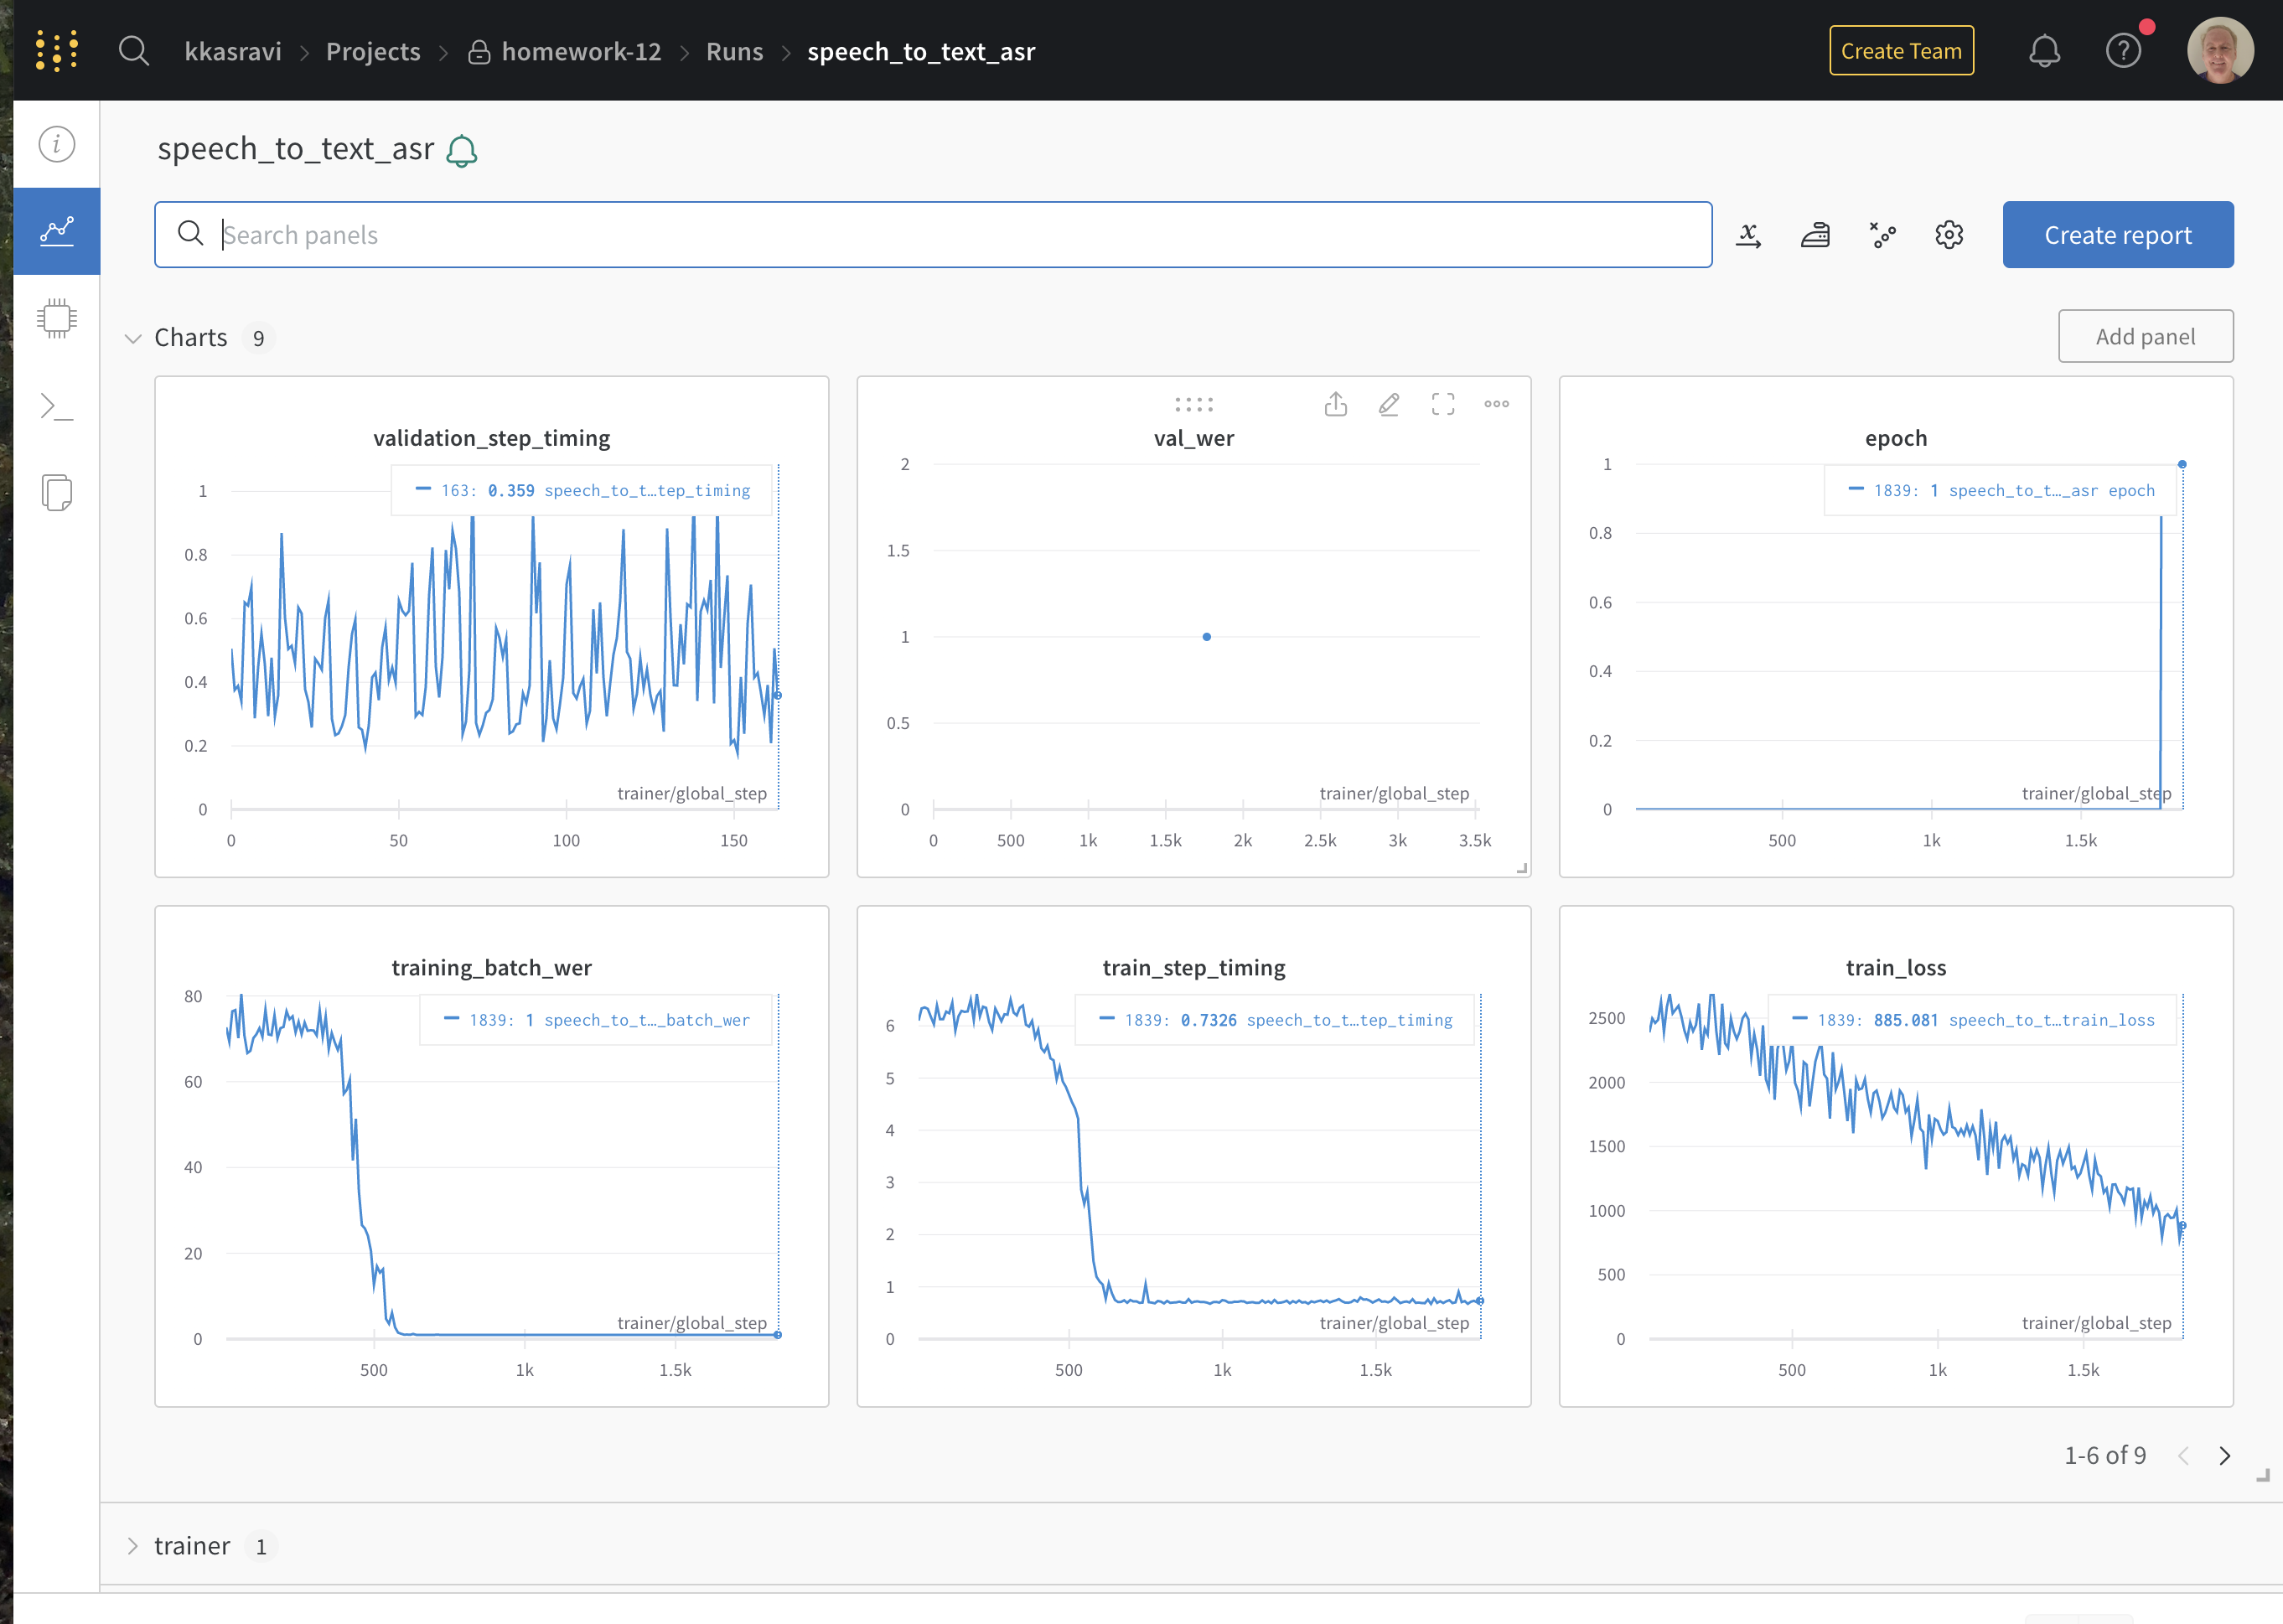 kkasravi > Projects > homework-12 > Runs > speech_to_text_asr
Create Team
speech_to_text_asr
Search panels
Create report
Charts 9
Add panel
validation_step_timing
163: 0.359 speech_to_t...tep_timing
1
0.8
0.6
0.4
0.2
0
trainer/global_step
0 50 100 150
val_wer
2
1.5
1
0.5
0
trainer/global_step
0 500 1k 1.5k 2k 2.5k 3k 3.5k
epoch
1839: 1 speech_to_t..._asr epoch
1
0.8
0.6
0.4
0.2
0
trainer/global_step
500 1k 1.5k
training_batch_wer
1839: 1 speech_to_t..._batch_wer
80
60
40
20
0
trainer/global_step
500 1k 1.5k
train_step_timing
1839: 0.7326 speech_to_t...tep_timing
6
5
4
3
2
1
0
trainer/global_step
500 1k 1.5k
train_loss
1839: 885.081 speech_to_t...train_loss
2500
2000
1500
1000
500
0
trainer/global_step
500 1k 1.5k
1-6 of 9
trainer 1